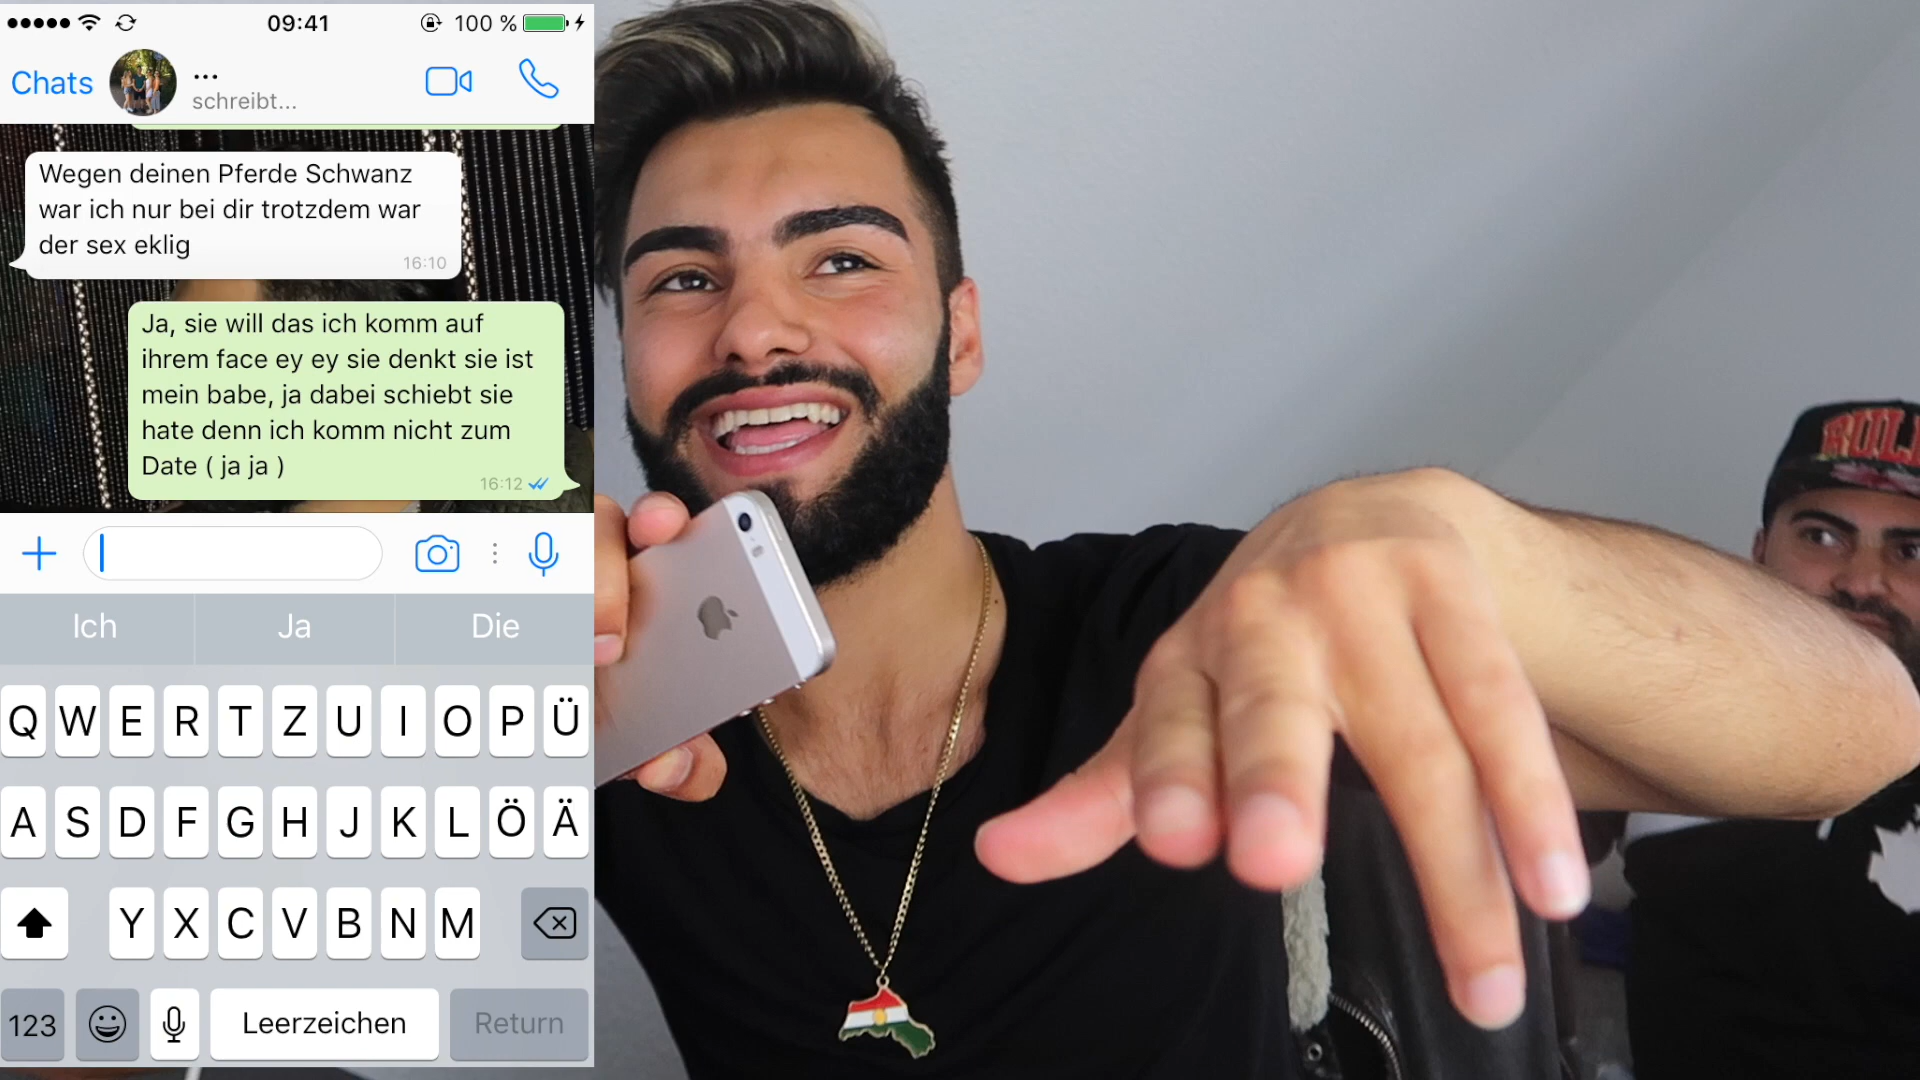 09:41
100 %
Chats
...
schreibt...
Wegen deinen Pferde Schwanz
war ich nur bei dir trotzdem war
der sex eklig
16:10
Ja, sie will das ich komm auf
ihrem face ey ey sie denkt sie ist
mein babe, ja dabei schiebt sie
hate denn ich komm nicht zum
Date ( ja ja )
16:12
Ich Ja Die
Q W E R T Z U I O P Ü
A S D F G H J K L Ö Ä
Y X C V B N M
123 Leerzeichen Return